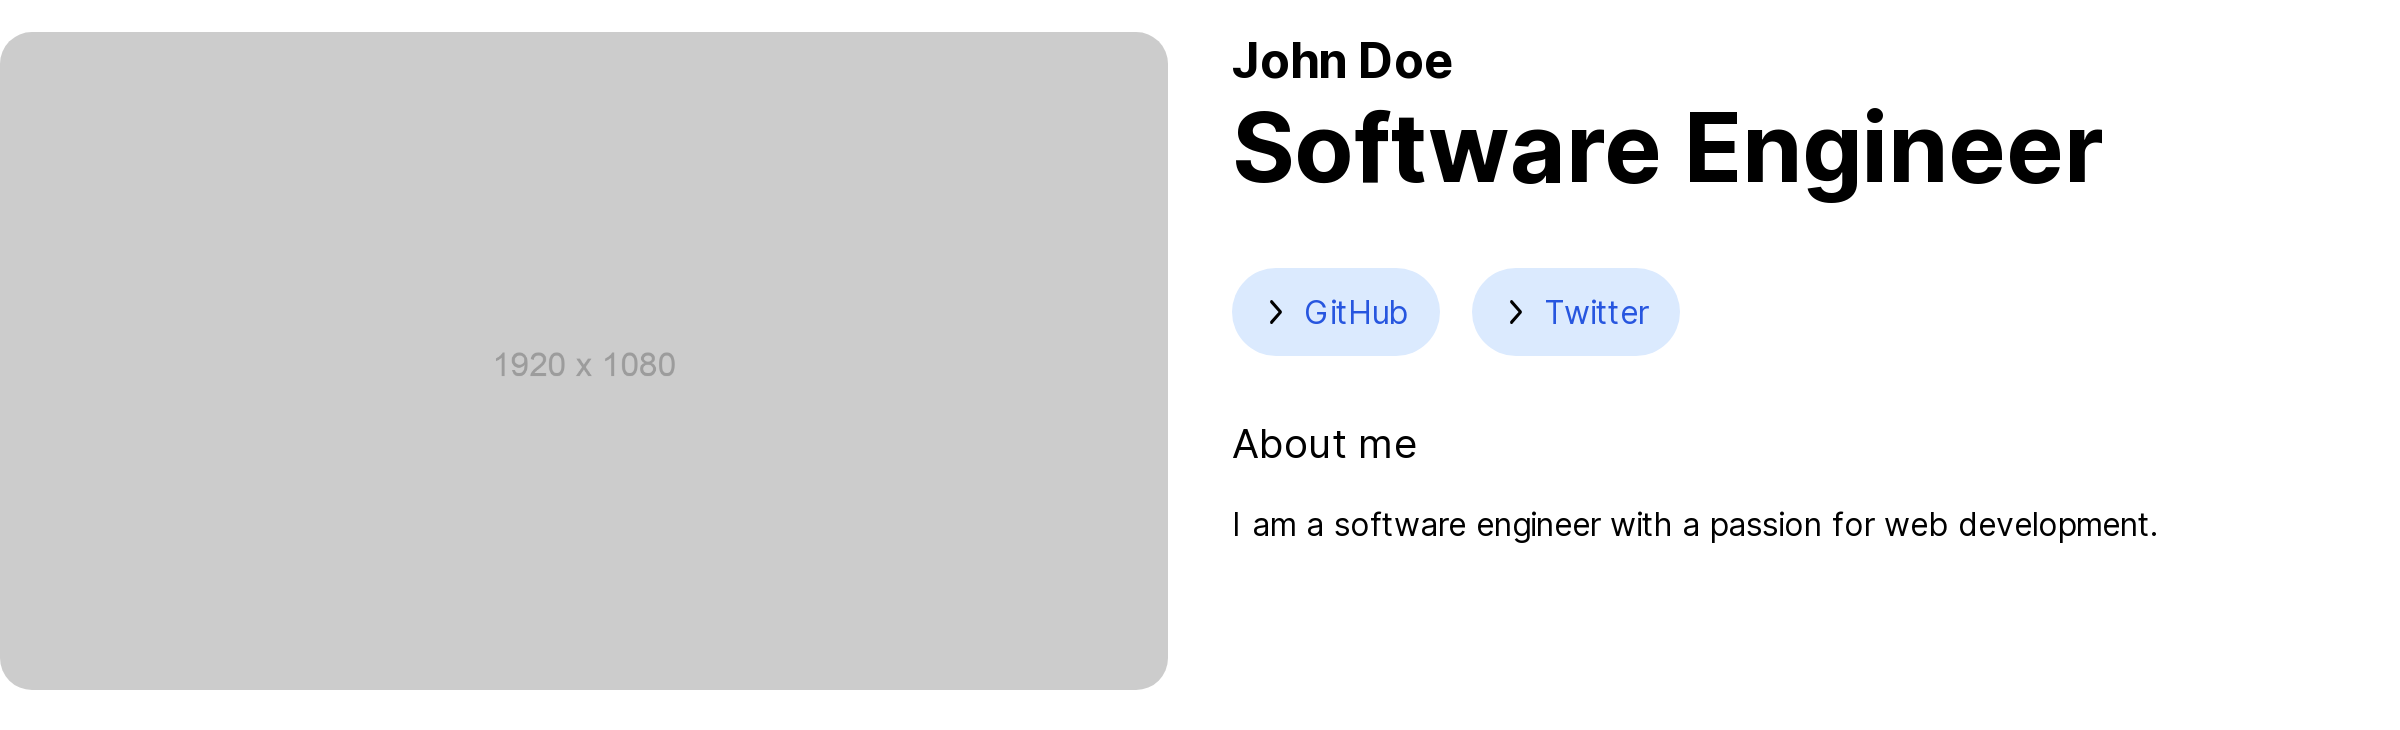 1920 x 1080
John Doe
Software Engineer
GitHub
Twitter
About me
I am a software engineer with a passion for web development.